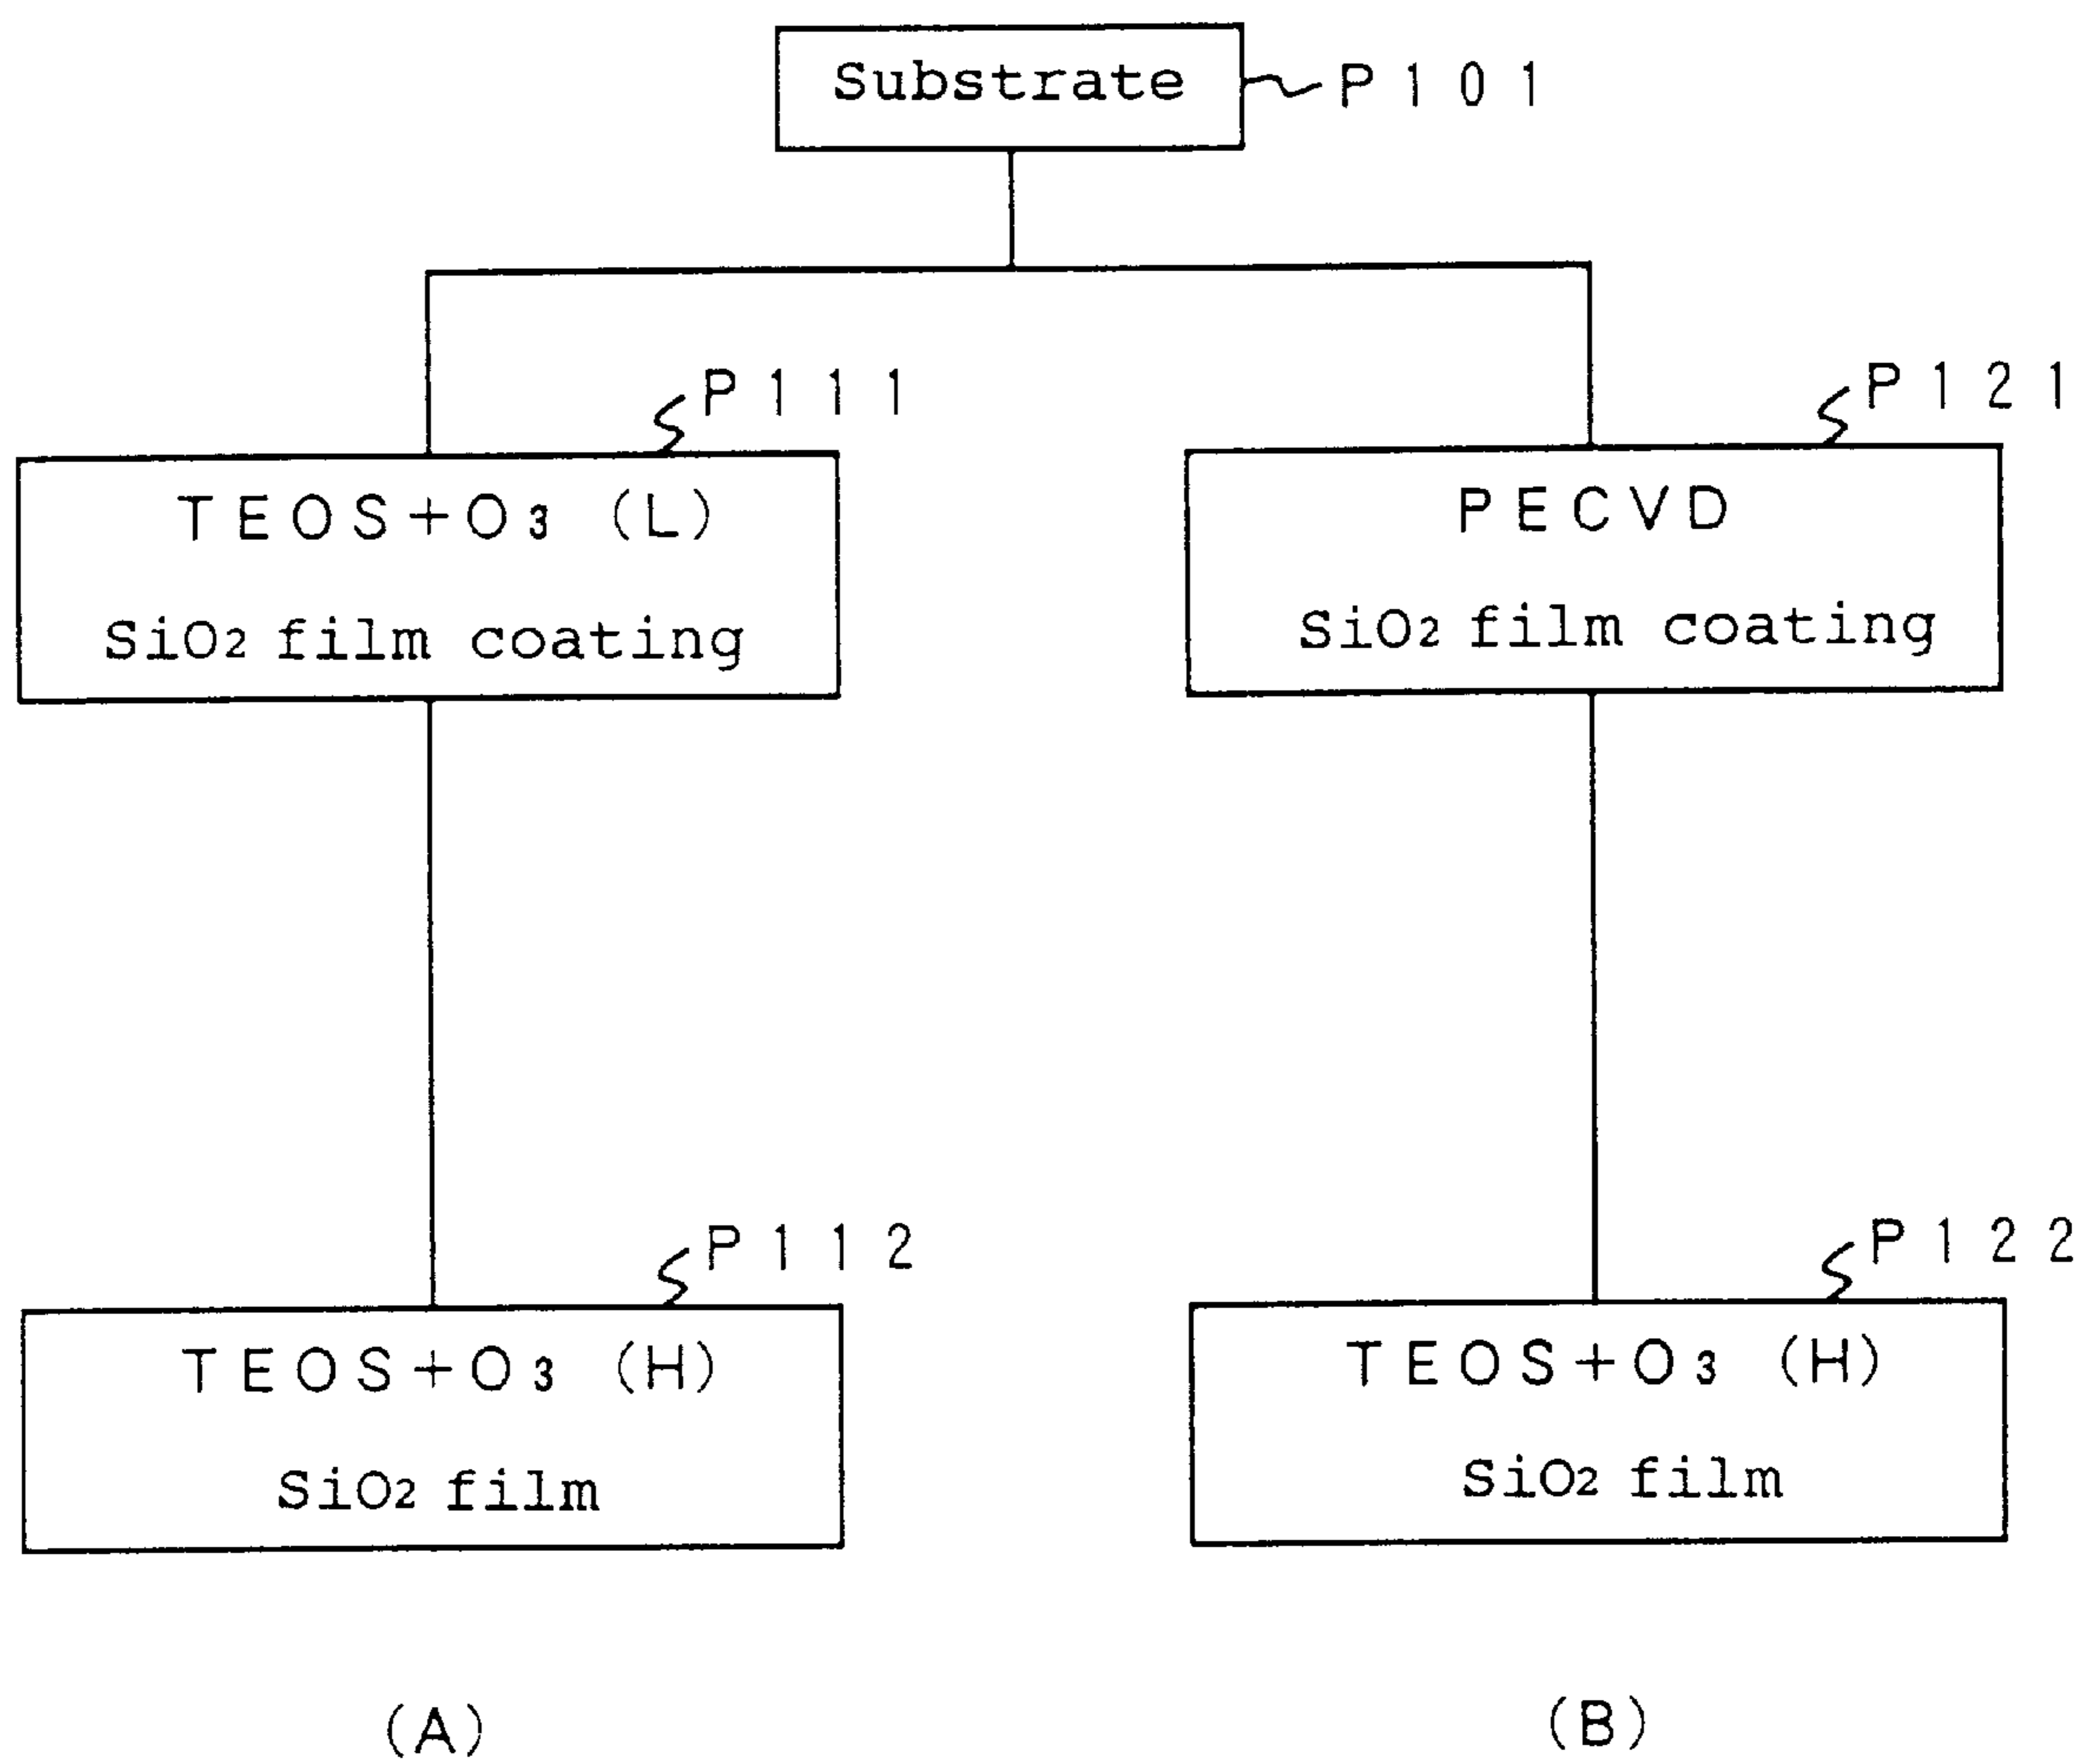 Substrate
P101
P111
TEOS+O3 (L)
SiO2 film coating
P121
PECVD
SiO2 film coating
P112
TEOS+O3 (H)
SiO2 film
P122
TEOS+O3 (H)
SiO2 film
(A)
(B)